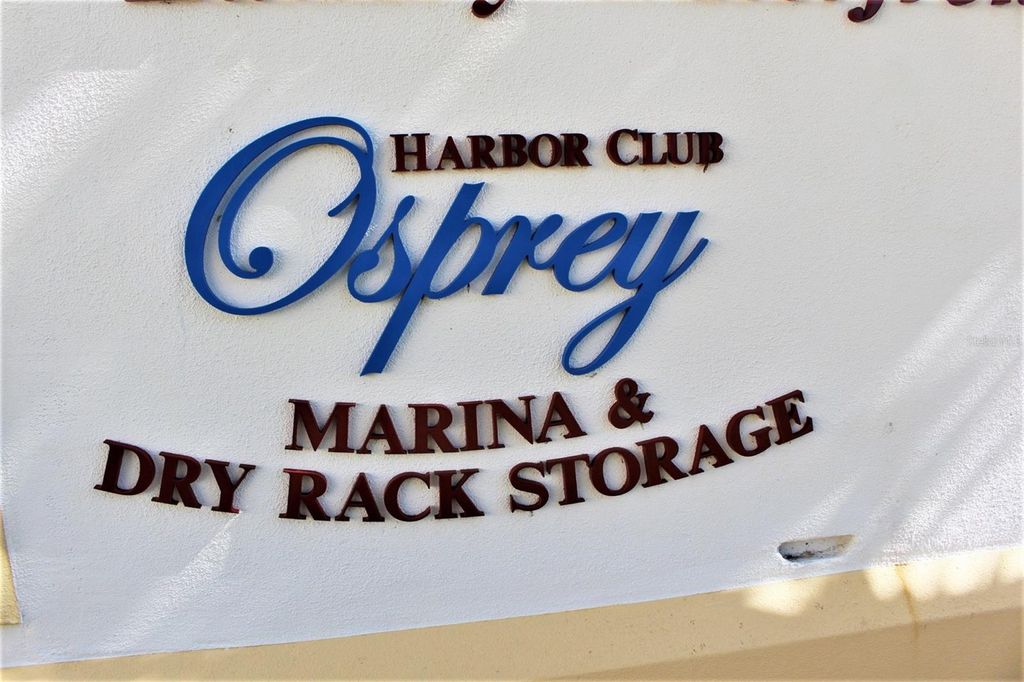 HARBOR CLUB
Osprey
MARINA &
DRY RACK STORAGE